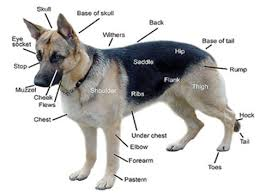 Skull
Base of skull
Back
Withers
Muzzle
Eye
socket
Stop
Base of tail
Hip
Saddle
Rump
Flank
Thigh
Cheek
Flews
Shoulder
Ribs
Chest
Under chest
Elbow
Forearm
Pastern
Hock
Tail
Toes